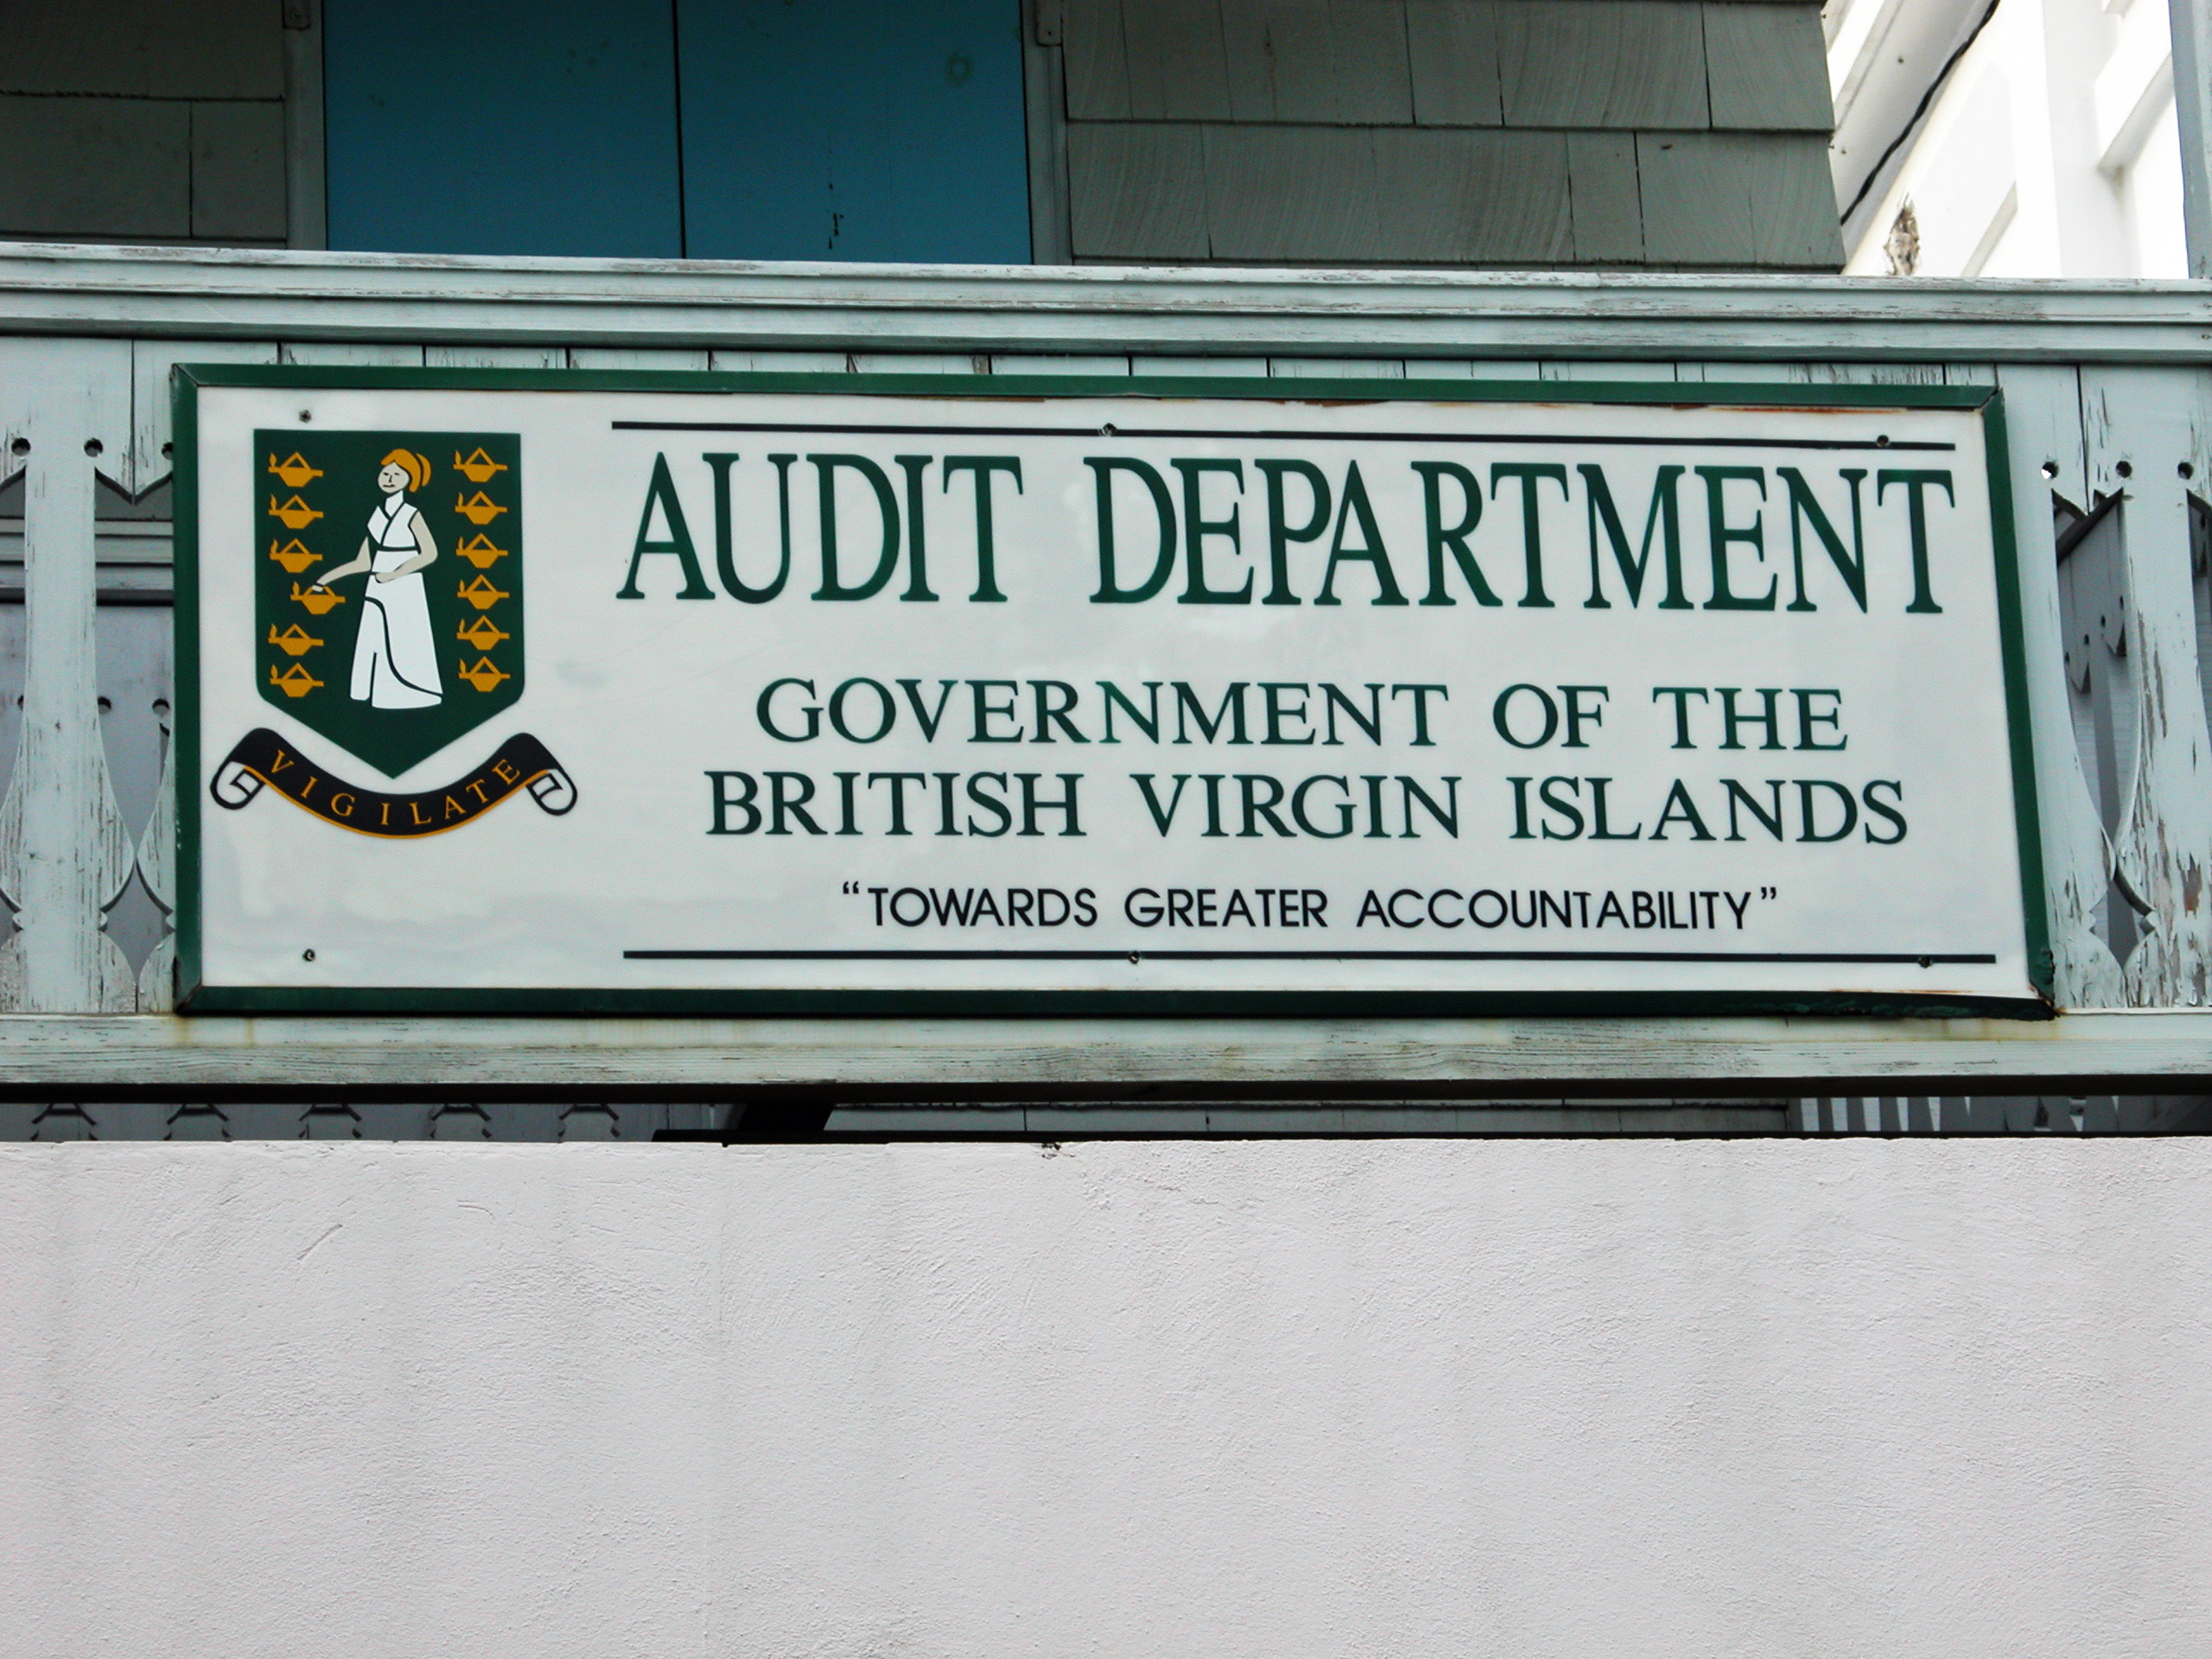 AUDIT DEPARTMENT
GOVERNMENT OF THE
BRITISH VIRGIN ISLANDS
"TOWARDS GREATER ACCOUNTABILITY"
VIGILATE